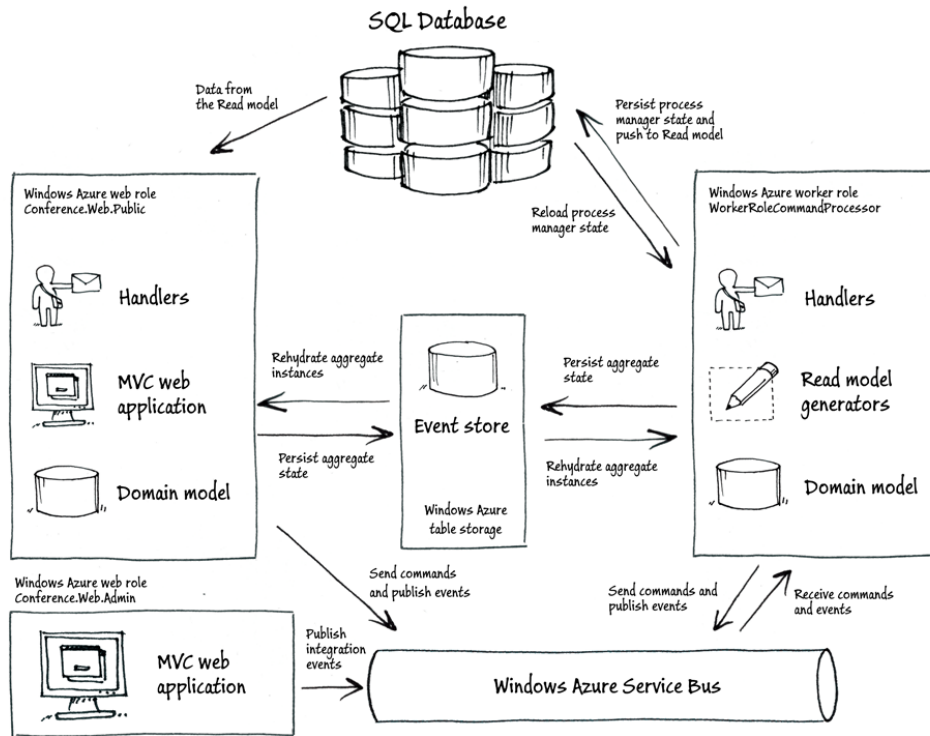 SQL Database
Data from
the Read model
Persist process
manager state and
push to Read model
Reload process
manager state
Windows Azure web role
Conference.Web.Public
Handlers
MVC web
application
Domain model
Rehydrate aggregate
instances
Persist aggregate
state
Event store
Windows Azure
table storage
Persist aggregate
state
Rehydrate aggregate
instances
Windows Azure worker role
WorkerRoleCommandProcessor
Handlers
Read model
generators
Domain model
Send commands
and publish events
Send commands and
publish events
Receive commands
and events
Windows Azure web role
Conference.Web.Admin
MVC web
application
Publish
integration
events
Windows Azure Service Bus